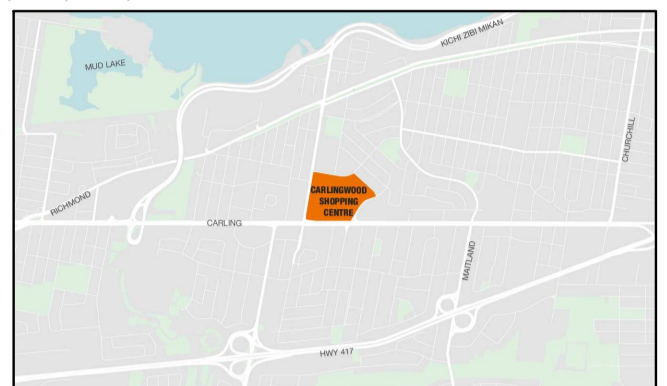 KICHI ZIBI MIKAN
MUD LAKE
CHURCHILL
RICHMOND
CARLINGWOOD
SHOPPING
CENTRE
CARLING
MAITLAND
HWY 417